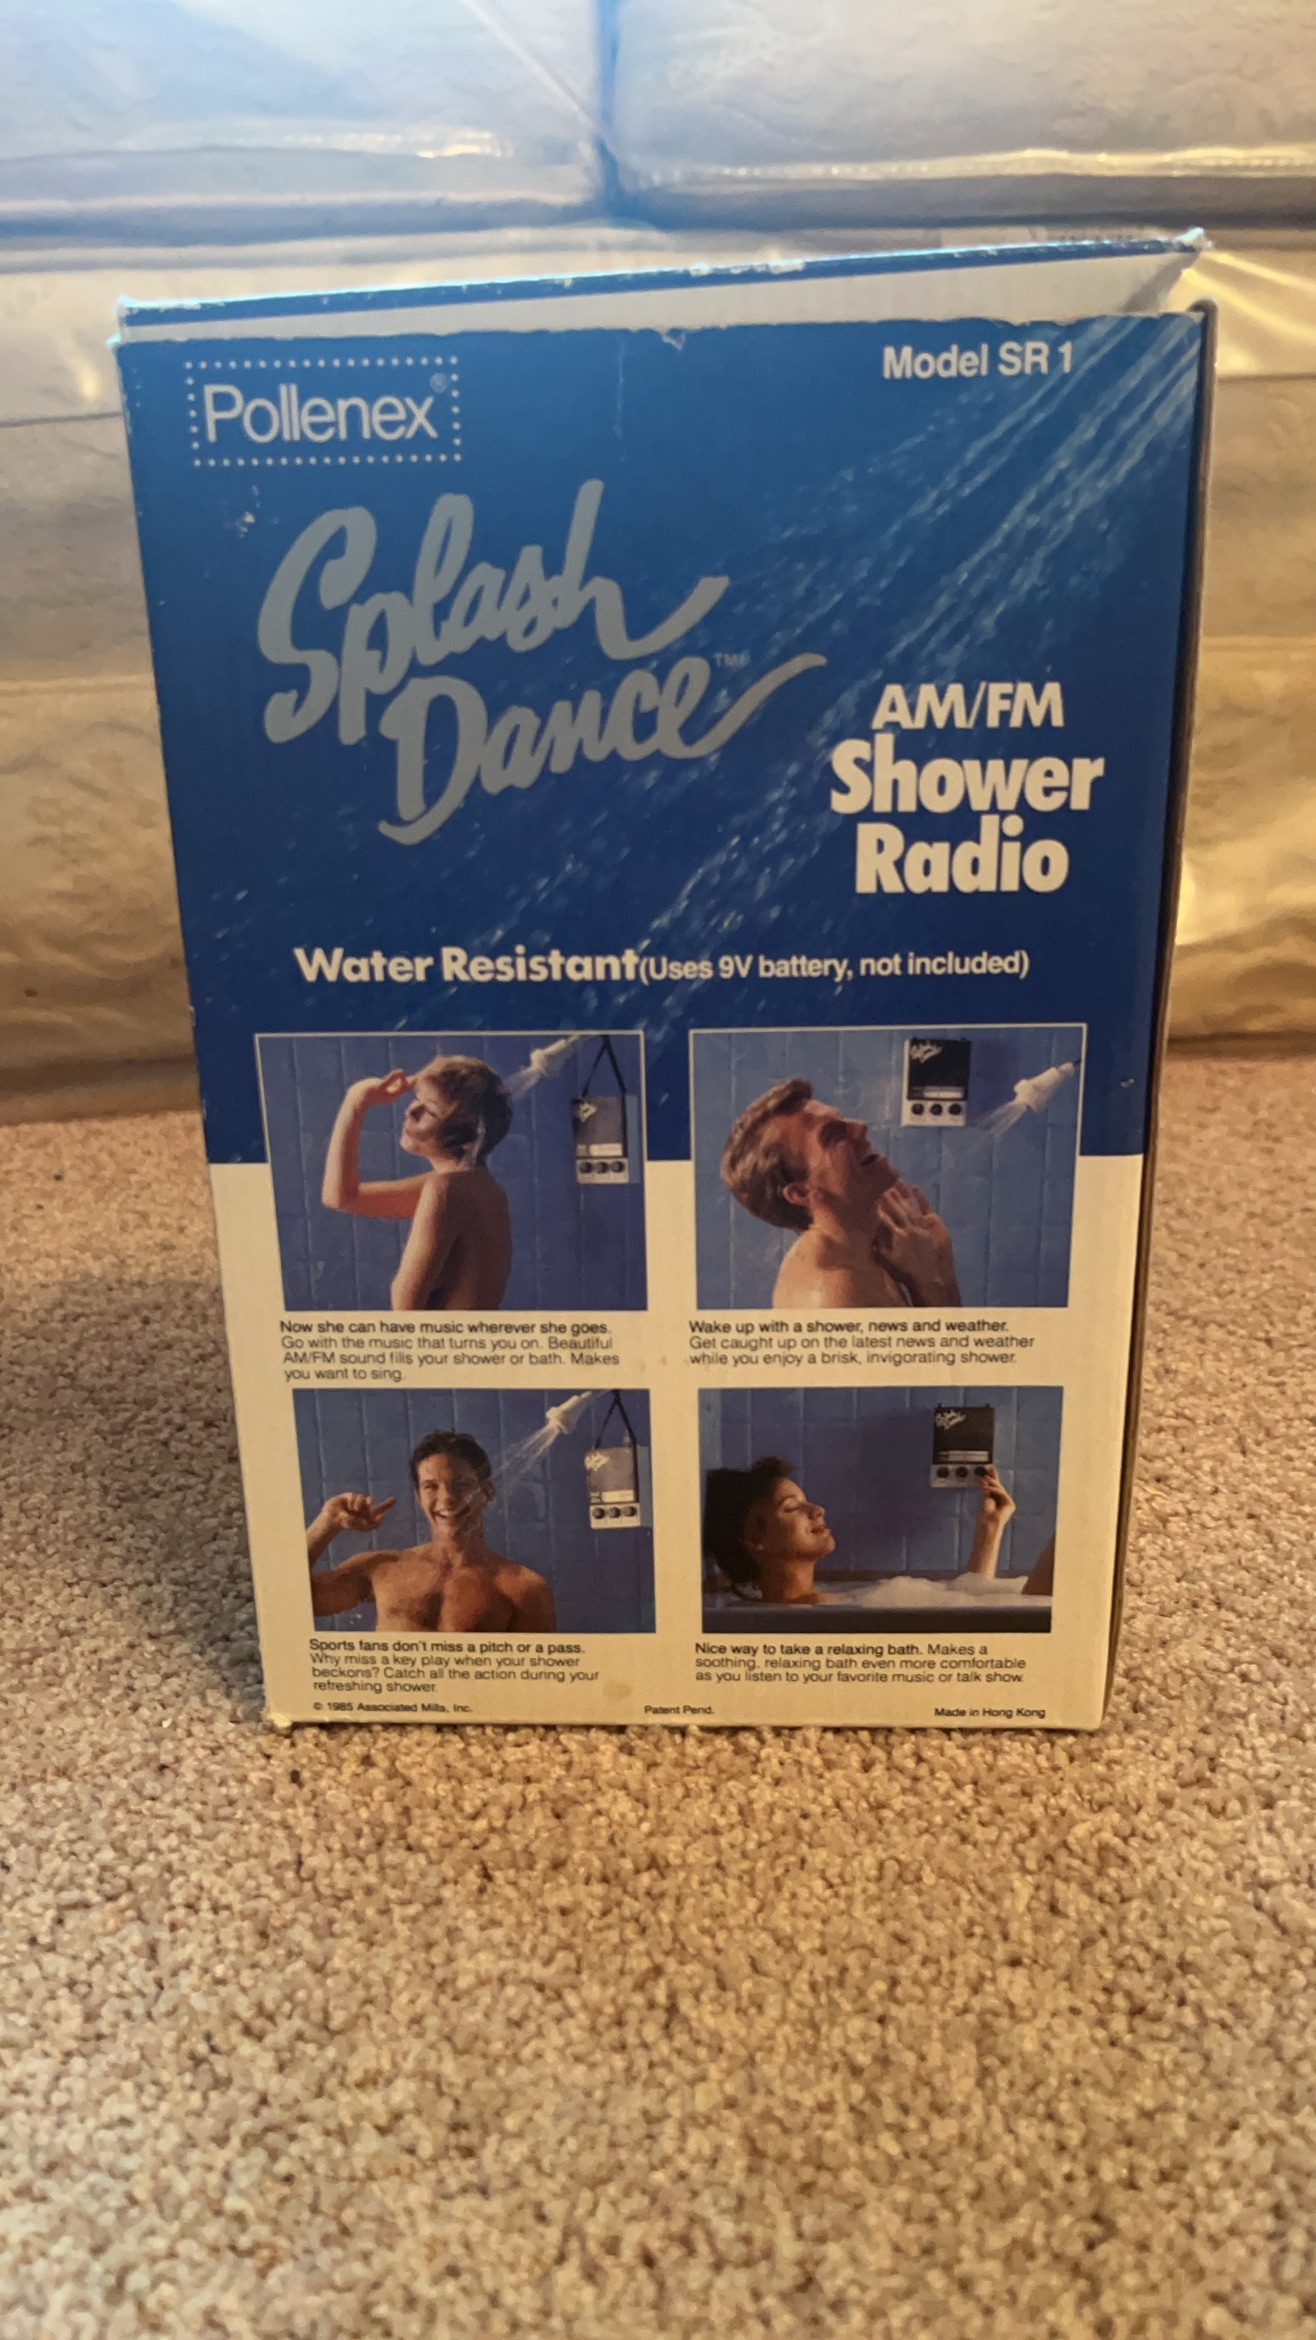 Pollenex®
Model SR 1
Splash
Dance™
AM/FM
Shower
Radio
Water Resistant (Uses 9V battery, not included)
Now she can have music wherever she goes.
Go with the music that turns you on. Beautiful
AM/FM sound fills your shower or bath. Makes
you want to sing.
Wake up with a shower, news and weather.
Get caught up on the latest news and weather
while you enjoy a brisk, invigorating shower.
Sports fans don't miss a pitch or a pass.
Why miss a key play when your shower
beckons? Catch all the action during your
refreshing shower.
Nice way to take a relaxing bath. Makes a
soothing, relaxing bath even more comfortable
as you listen to your favorite music or talk show.
© 1985 Associated Mills, Inc.
Patent Pend.
Made in Hong Kong